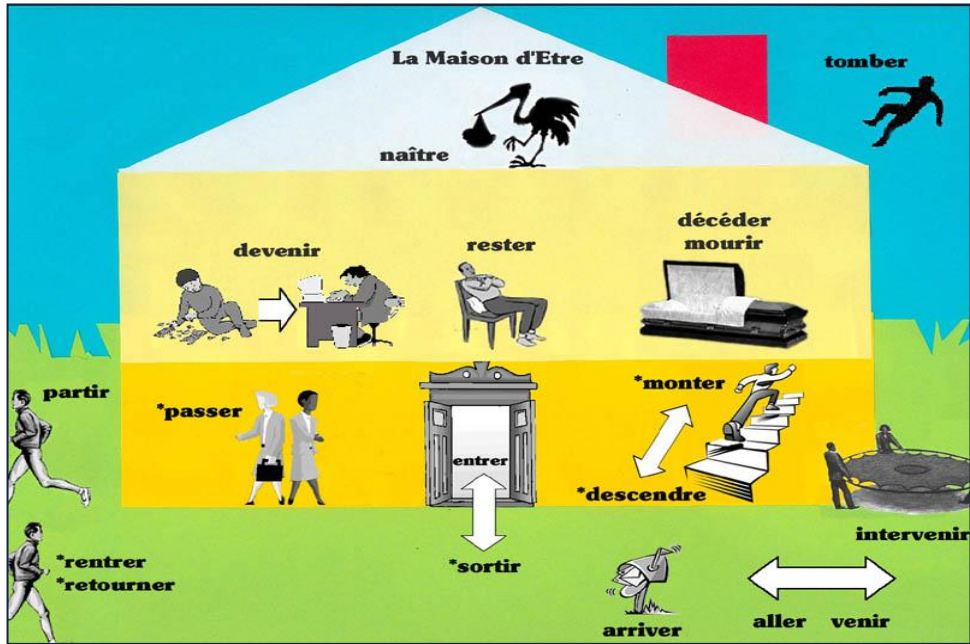 La Maison d'Etre
tomber
naître
devenir
rester
décéder
mourir
partir
*passer
entrer
*monter
*descendre
*rentrer
*retourner
*sortir
intervenir
arriver
aller venir